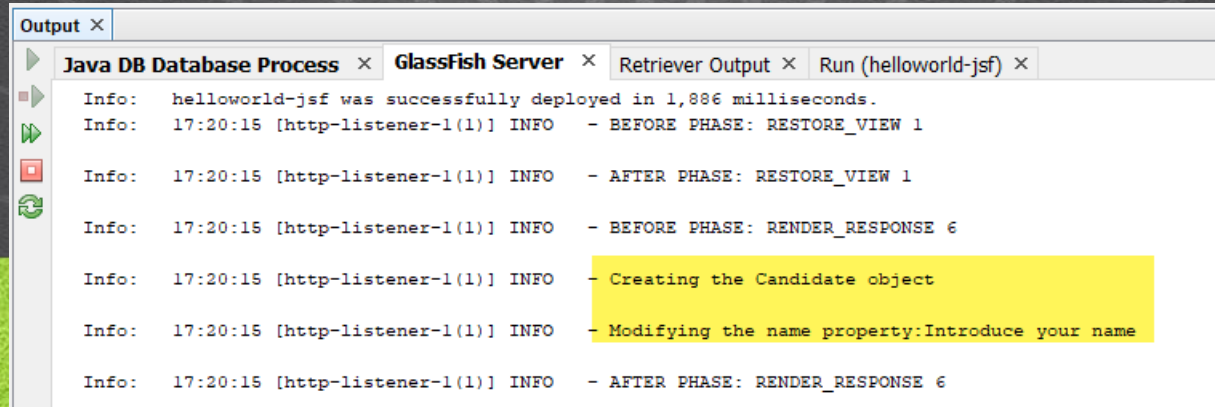 Output ×
Java DB Database Process × GlassFish Server × Retriever Output × Run (helloworld-jsf) ×
Info: helloworld-jsf was successfully deployed in 1,886 milliseconds.
Info: 17:20:15 [http-listener-1(1)] INFO - BEFORE PHASE: RESTORE_VIEW 1
Info: 17:20:15 [http-listener-1(1)] INFO - AFTER PHASE: RESTORE_VIEW 1
Info: 17:20:15 [http-listener-1(1)] INFO - BEFORE PHASE: RENDER_RESPONSE 6
Info: 17:20:15 [http-listener-1(1)] INFO - Creating the Candidate object
Info: 17:20:15 [http-listener-1(1)] INFO - Modifying the name property:Introduce your name
Info: 17:20:15 [http-listener-1(1)] INFO - AFTER PHASE: RENDER_RESPONSE 6